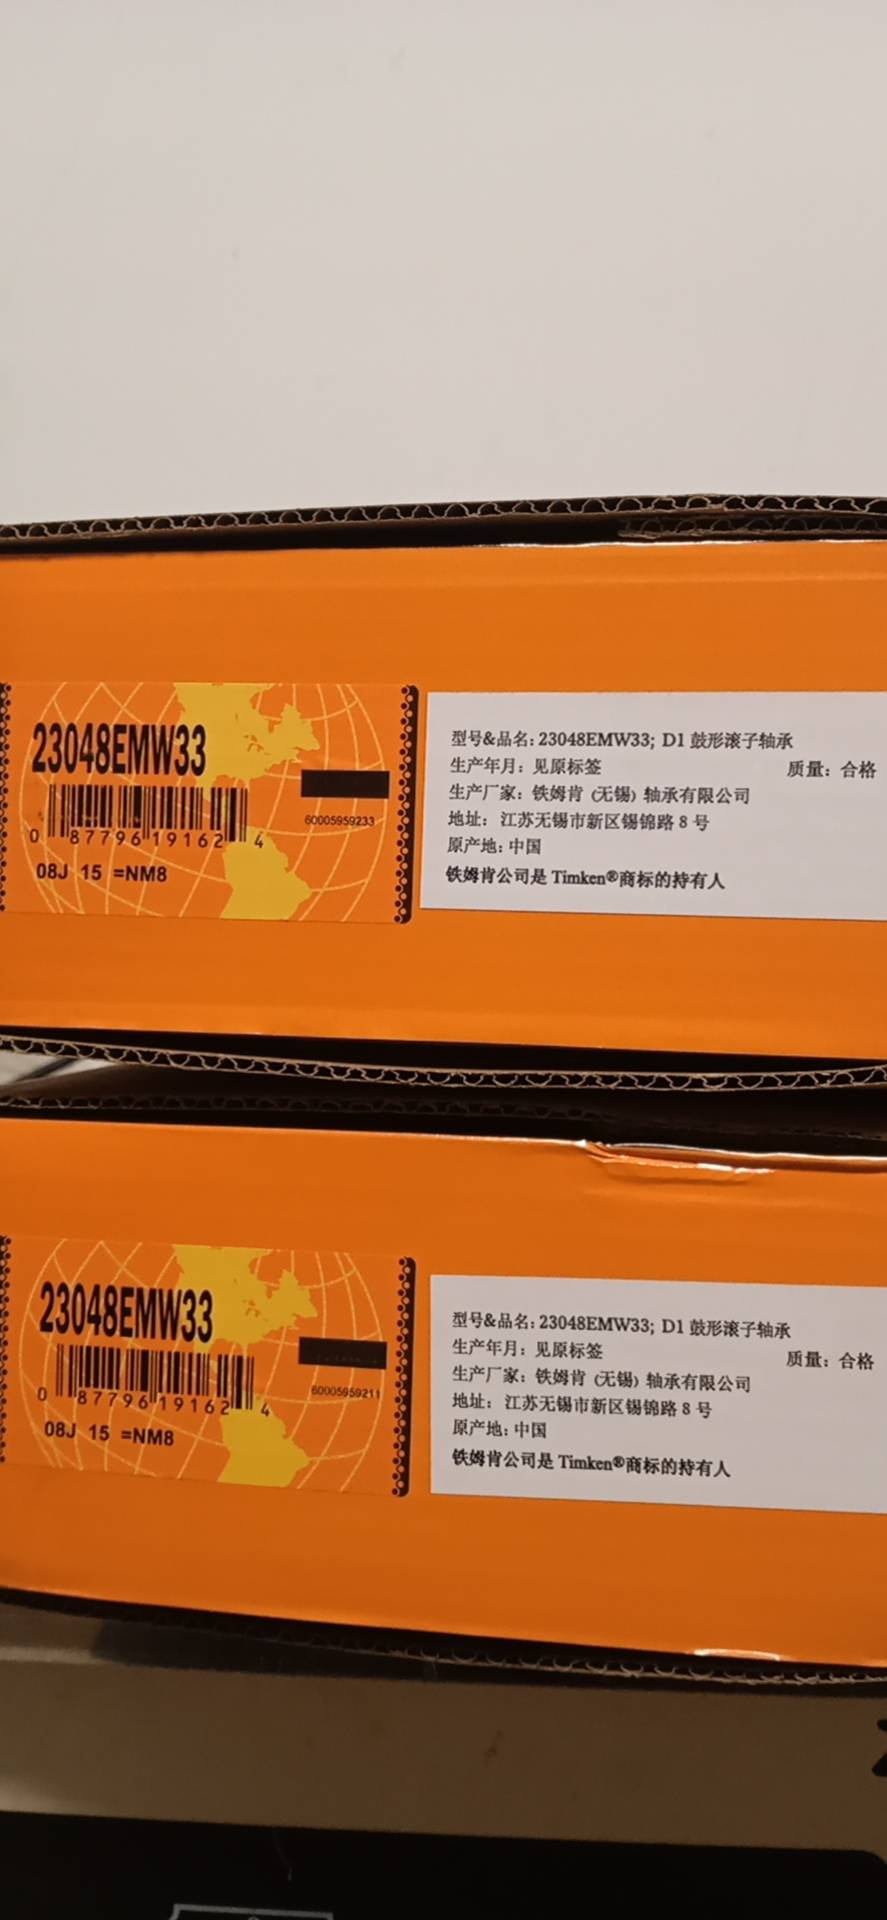 23048EMW33
0 87796 19162 4
60005959233
08J 15 =NM8
型号&品名: 23048EMW33; D1 鼓形滚子轴承
生产年月: 见原标签 质量: 合格
生产厂家: 铁姆肯 (无锡) 轴承有限公司
地址: 江苏无锡市新区锡锦路 8 号
原产地: 中国
铁姆肯公司是 Timken®商标的持有人
23048EMW33
0 87796 19162 4
60005959211
08J 15 =NM8
型号&品名: 23048EMW33; D1 鼓形滚子轴承
生产年月: 见原标签 质量: 合格
生产厂家: 铁姆肯 (无锡) 轴承有限公司
地址: 江苏无锡市新区锡锦路 8 号
原产地: 中国
铁姆肯公司是 Timken®商标的持有人